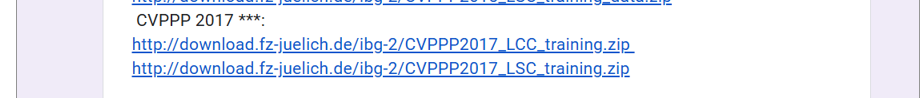 CVPPP 2017 ***:
http://download.fz-juelich.de/ibg-2/CVPPP2017_LCC_training.zip
http://download.fz-juelich.de/ibg-2/CVPPP2017_LSC_training.zip